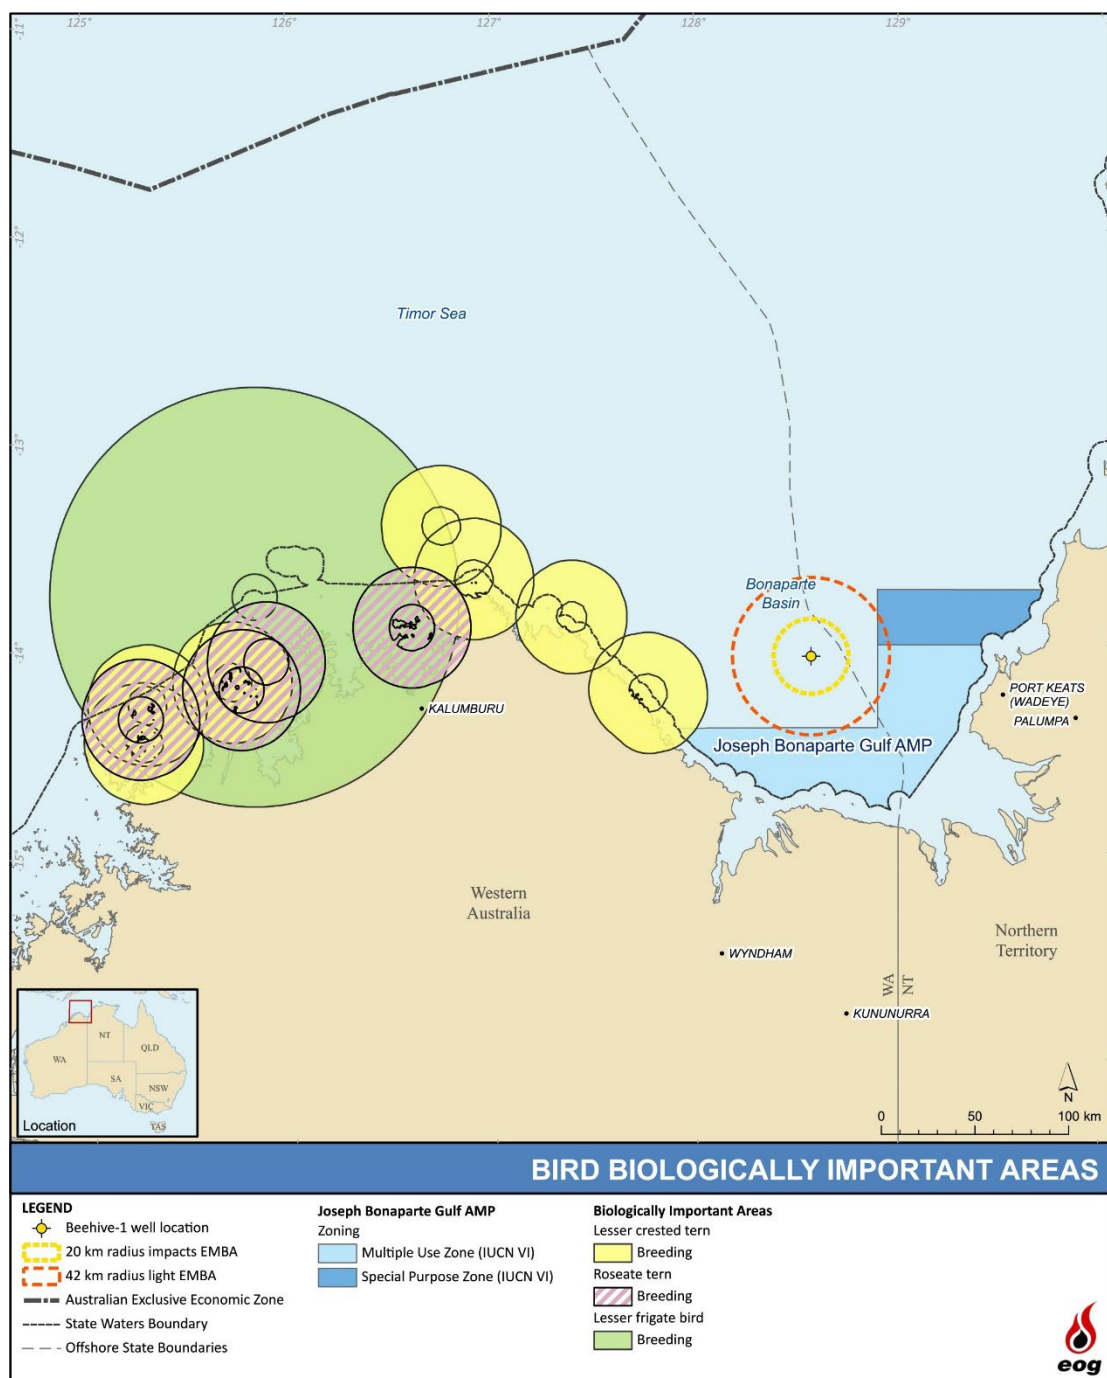 125°
126°
127°
128°
129°
-11°
-12°
-13°
-14°
-15°
Timor Sea
Bonaparte
Basin
PORT KEATS
(WADEYE)
PALUMPA
KALUMBURU
Joseph Bonaparte Gulf AMP
Western
Australia
Northern
Territory
WYNDHAM
WA
NT
KUNUNURRA
NT
WA
QLD
SA
NSW
VIC
TAS
Location
N
0 50 100 km
BIRD BIOLOGICALLY IMPORTANT AREAS
LEGEND
Beehive-1 well location
20 km radius impacts EMBA
42 km radius light EMBA
Australian Exclusive Economic Zone
State Waters Boundary
Offshore State Boundaries
Joseph Bonaparte Gulf AMP
Zoning
Multiple Use Zone (IUCN VI)
Special Purpose Zone (IUCN VI)
Biologically Important Areas
Lesser crested tern
Breeding
Roseate tern
Breeding
Lesser frigate bird
Breeding
eog